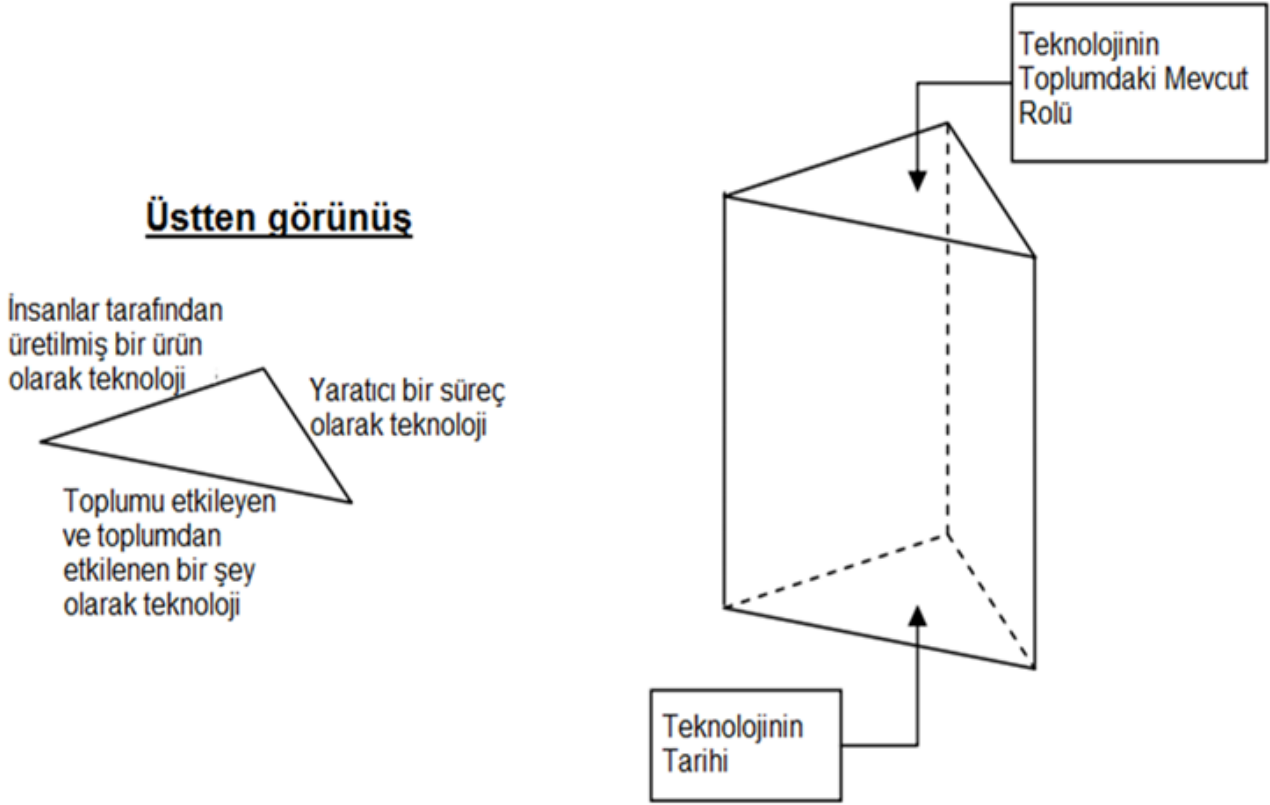 Üstten görünüş
İnsanlar tarafından
üretilmiş bir ürün
olarak teknoloji
Yaratıcı bir süreç
olarak teknoloji
Toplumu etkileyen
ve toplumdan
etkilenen bir şey
olarak teknoloji
Teknolojinin
Toplumdaki Mevcut
Rolü
Teknolojinin
Tarihi